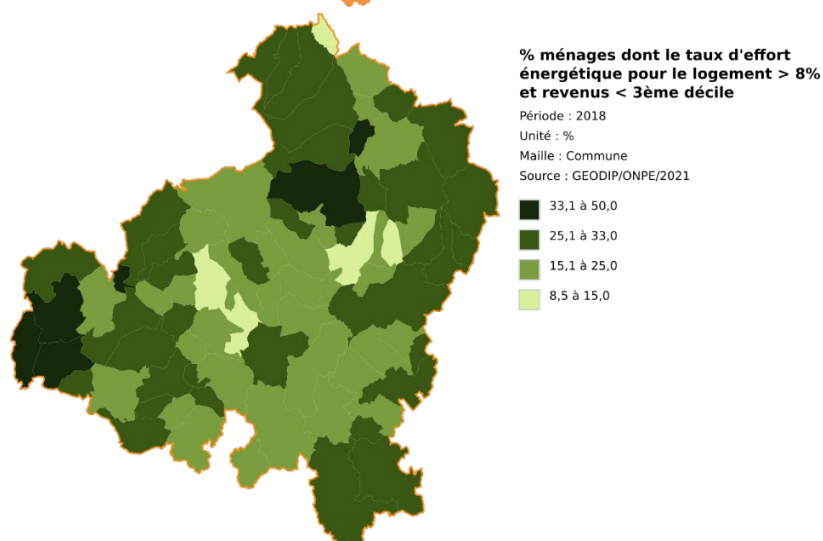 % ménages dont le taux d'effort
énergétique pour le logement > 8%
et revenus < 3ème décile
Période : 2018
Unité : %
Maille : Commune
Source : GEODIP/ONPE/2021
33,1 à 50,0
25,1 à 33,0
15,1 à 25,0
8,5 à 15,0